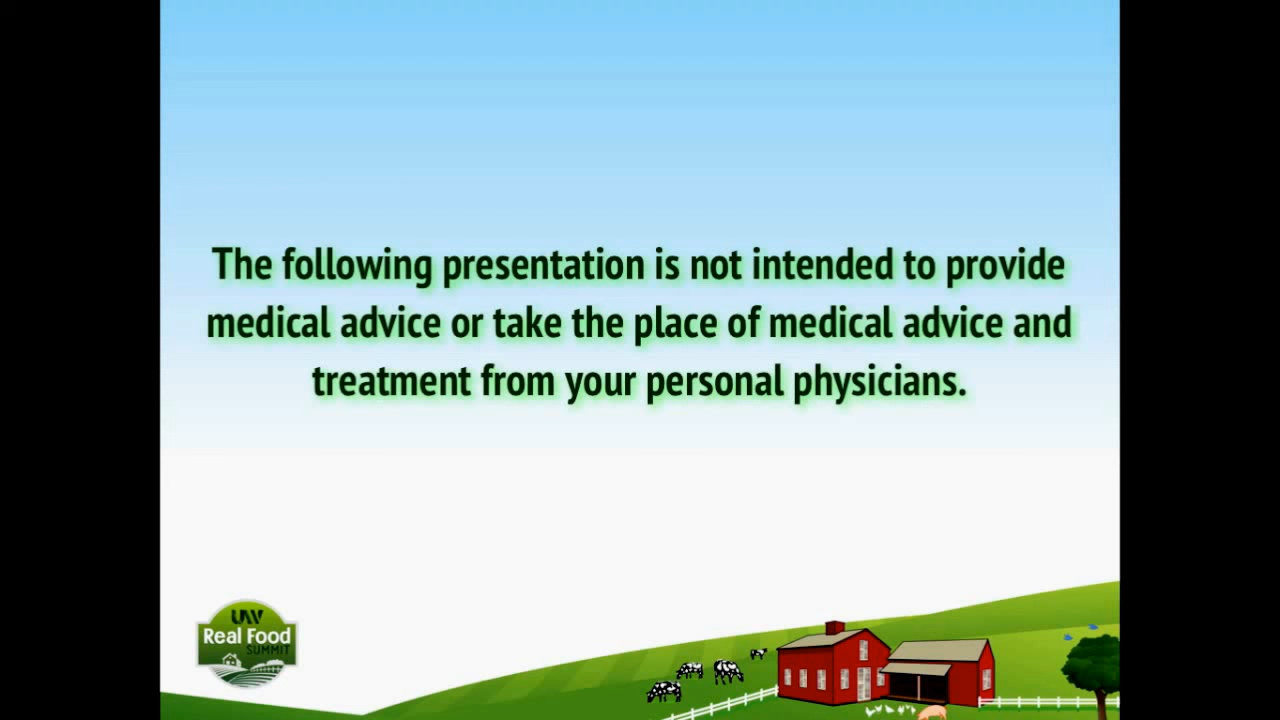 The following presentation is not intended to provide
medical advice or take the place of medical advice and
treatment from your personal physicians.
UW
Real Food
SUMMIT